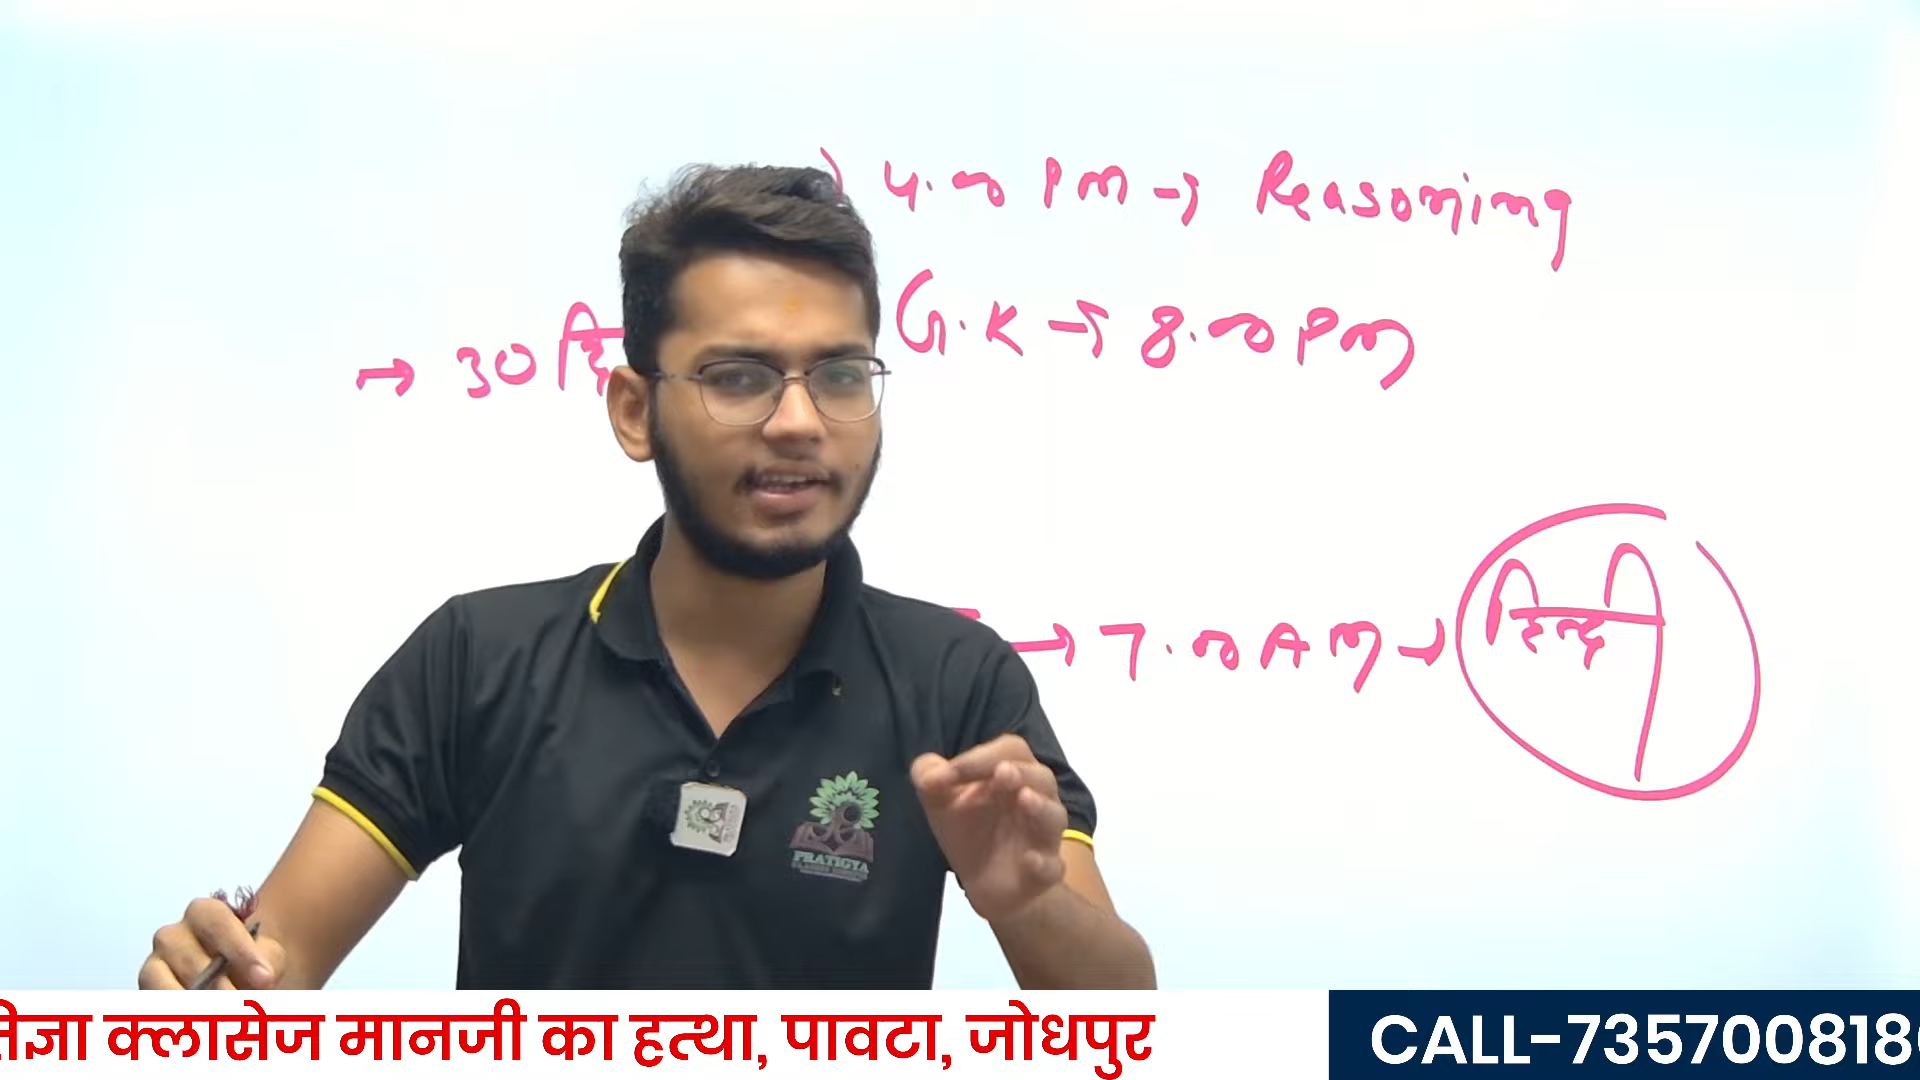 4.00 PM → Reasoning
G.K → 8.00 PM
→ 30
→ 7.00 AM → हिन्दी
PRATIGYA
क्लासेज मानजी का हत्था, पावटा, जोधपुर
CALL-735700818